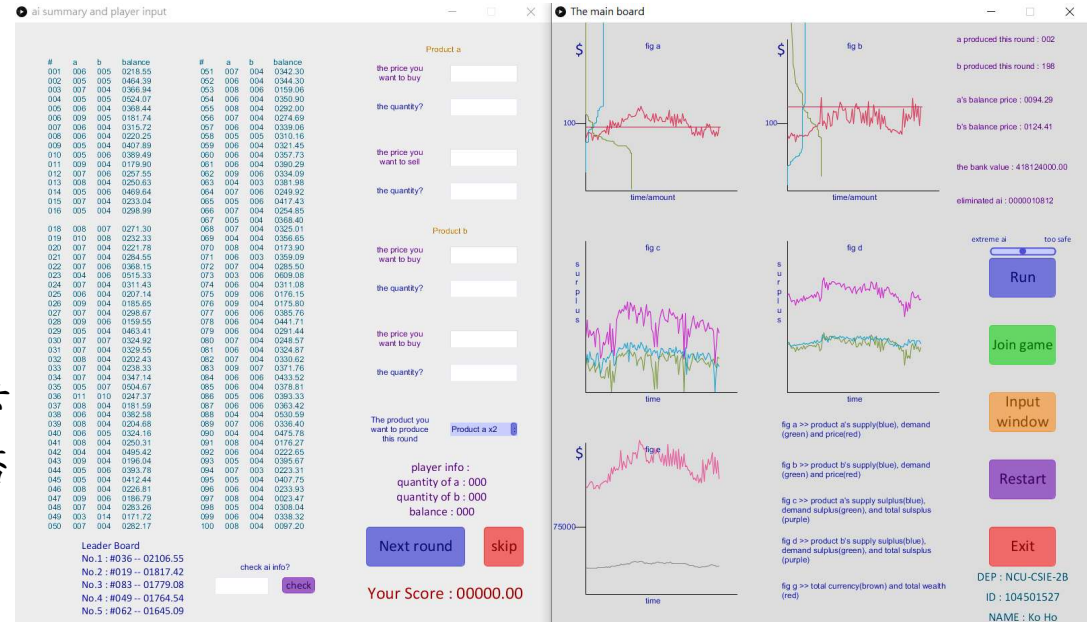 ai summary and player input
# a b balance # a b balance
001 006 005 0218.55 051 007 004 0342.30
002 005 005 0464.39 052 006 004 0344.30
003 007 004 0366.94 053 008 006 0159.06
004 005 005 0524.07 054 006 004 0350.90
005 006 004 0368.44 055 008 004 0292.00
006 009 005 0181.74 056 007 004 0274.69
007 006 004 0315.72 057 006 004 0339.06
008 006 004 0220.25 058 005 005 0310.16
009 005 004 0407.89 059 006 004 0321.45
010 005 006 0389.49 060 006 004 0357.73
011 009 004 0179.90 061 006 004 0390.29
012 007 006 0257.55 062 009 006 0334.09
013 008 004 0250.63 063 004 003 0381.98
014 005 006 0469.64 064 007 006 0249.92
015 007 004 0233.04 065 005 006 0417.43
016 005 004 0298.99 066 007 004 0254.85
067 005 004 0368.40
018 008 007 0271.30 068 007 004 0325.01
019 010 008 0232.33 069 004 004 0356.65
020 007 004 0221.78 070 008 004 0173.90
021 007 004 0284.55 071 006 003 0359.09
022 007 006 0368.15 072 007 004 0285.50
023 004 006 0515.33 073 003 006 0609.08
024 007 004 0311.43 074 006 004 0311.08
025 006 004 0207.14 075 009 006 0176.15
026 009 004 0185.65 076 009 004 0175.80
027 007 004 0298.67 077 006 006 0385.76
028 009 006 0159.55 078 006 004 0441.71
029 005 004 0463.41 079 006 004 0291.44
030 007 007 0324.92 080 007 004 0248.57
031 007 004 0329.55 081 006 006 0324.87
032 008 004 0202.43 082 007 004 0330.62
033 007 004 0238.33 083 009 007 0371.76
034 007 004 0347.14 084 006 006 0433.52
035 005 007 0504.67 085 006 004 0378.81
036 011 010 0247.37 086 005 006 0393.33
037 008 004 0181.59 087 006 006 0363.42
038 006 004 0382.58 088 004 004 0530.59
039 008 004 0204.68 089 007 006 0336.40
040 006 005 0324.16 090 004 004 0475.78
041 008 004 0250.31 091 008 004 0176.27
042 004 004 0495.42 092 006 004 0222.65
043 009 004 0196.04 093 005 004 0395.67
044 005 006 0393.78 094 007 003 0223.31
045 005 004 0412.44 095 005 004 0407.75
046 008 004 0226.81 096 006 004 0233.93
047 009 006 0186.79 097 008 004 0023.47
048 007 004 0283.26 098 005 004 0308.04
049 003 014 0171.72 099 006 004 0338.32
050 007 004 0282.17 100 008 004 0097.20
Leader Board
No.1 : #036 -- 02106.55
No.2 : #019 -- 01817.42
No.3 : #083 -- 01779.08
No.4 : #049 -- 01764.54
No.5 : #062 -- 01645.09
check ai info?
check
Product a
the price you
want to buy
the quantity?
the price you
want to sell
the quantity?
Product b
the price you
want to buy
the quantity?
the price you
want to buy
the quantity?
The product you
want to produce
this round
Product a x2
player info :
quantity of a : 000
quantity of b : 000
balance : 000
Next round
skip
Your Score : 00000.00
The main board
$
fig a
100
time/amount
$
fig b
100
time/amount
a produced this round : 002
b produced this round : 198
a's balance price : 0094.29
b's balance price : 0124.41
the bank value : 418124000.00
eliminated ai : 0000010812
extreme ai
too safe
fig c
surplus
time
fig d
surplus
time
Run
Join game
Input
window
Restart
Exit
$
fig e
75000
time
fig a >> product a's supply(blue), demand
(green) and price(red)
fig b >> product b's supply(blue), demand
(green) and price(red)
fig c >> product a's supply sulplus(blue),
demand sulplus(green), and total sulsplus
(purple)
fig d >> product b's supply sulplus(blue),
demand sulplus(green), and total sulsplus
(purple)
fig g >> total currency(brown) and total wealth
(red)
DEP : NCU-CSIE-2B
ID : 104501527
NAME : Ko Ho